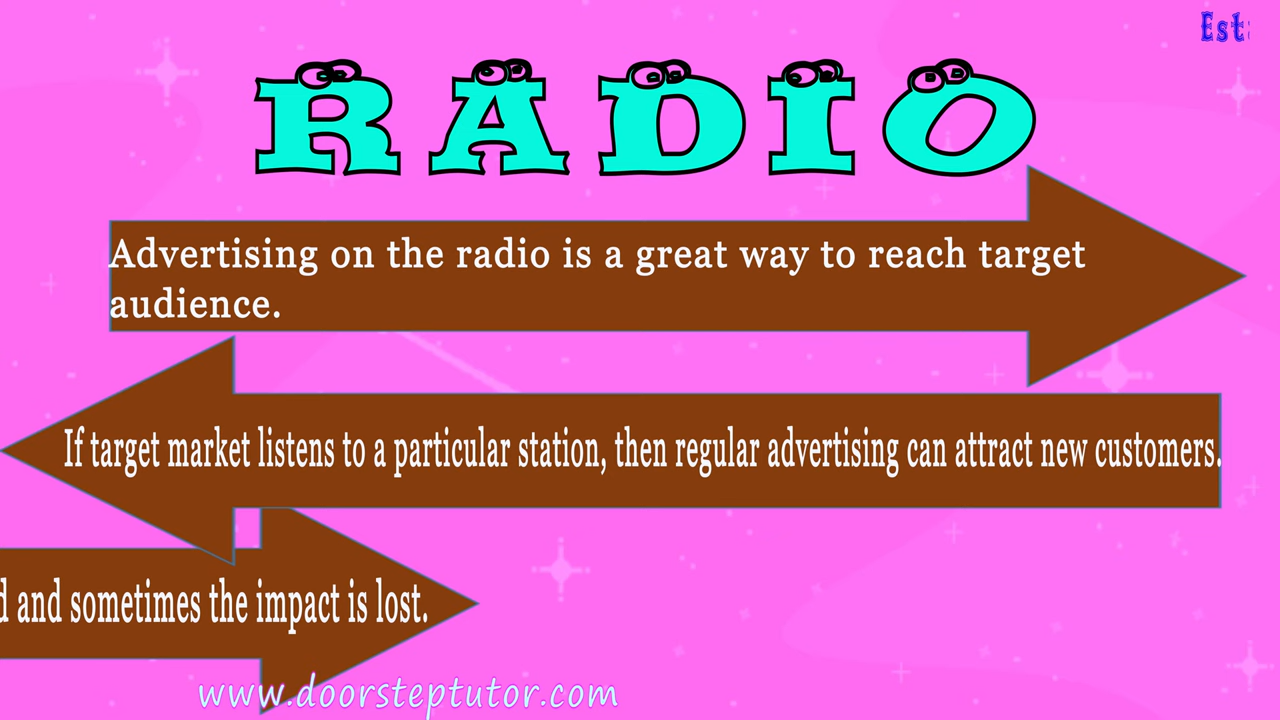 Est
RADIO
Advertising on the radio is a great way to reach target
audience.
If target market listens to a particular station, then regular advertising can attract new customers.
and sometimes the impact is lost.
www.doorsteptutor.com